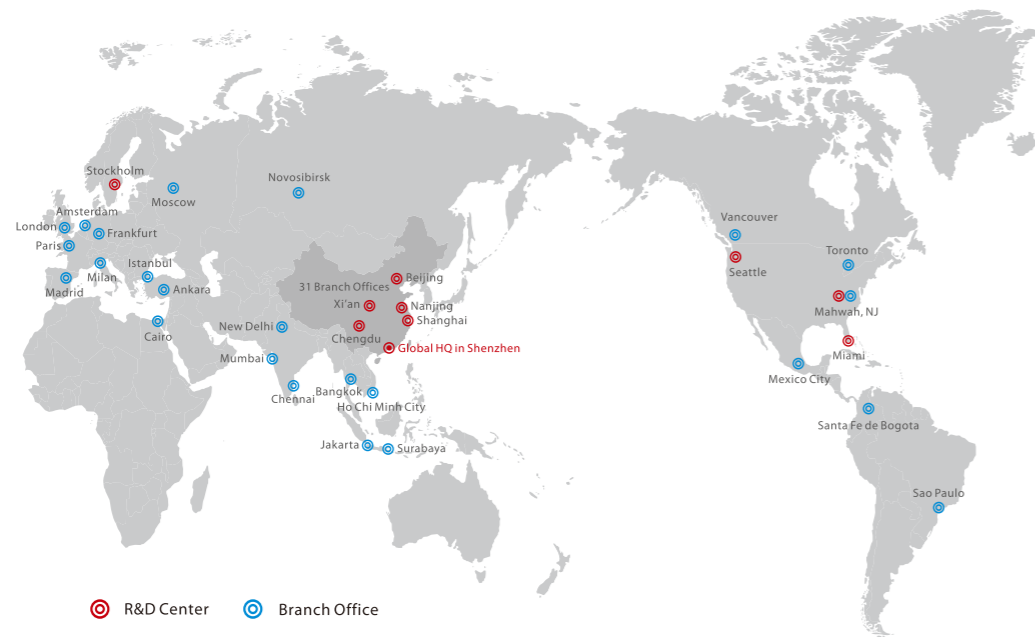 Stockholm
Moscow
Novosibirsk
Amsterdam
London
Frankfurt
Paris
Istanbul
Milan
Madrid
Ankara
Cairo
31 Branch Offices
Beijing
Xi'an
Nanjing
Shanghai
Chengdu
New Delhi
Global HQ in Shenzhen
Mumbai
Chennai
Bangkok
Ho Chi Minh City
Jakarta
Surabaya
Vancouver
Toronto
Seattle
Mahwah, NJ
Miami
Mexico City
Santa Fe de Bogota
Sao Paulo
R&D Center
Branch Office